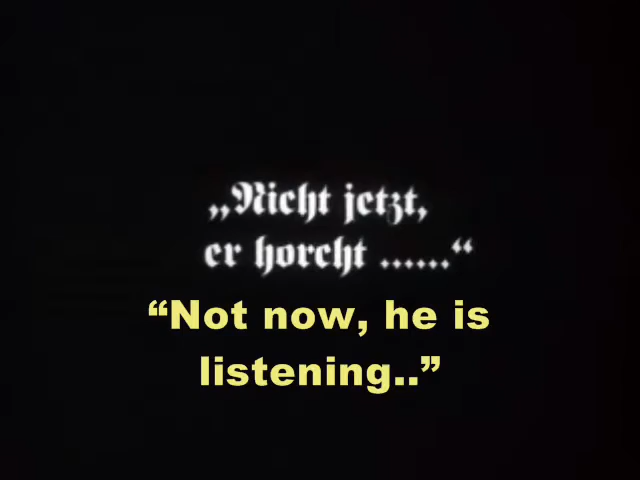 „Nicht jetzt,
er horcht ......“
“Not now, he is
listening..”